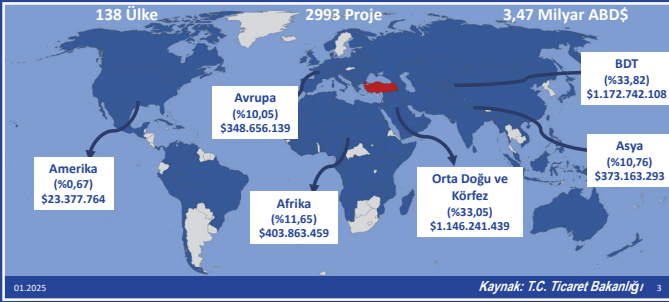 138 Ülke
2993 Proje
3,47 Milyar ABD$
BDT
(%33,82)
$1.172.742.108
Avrupa
(%10,05)
$348.656.139
Asya
(%10,76)
$373.163.293
Amerika
(%0,67)
$23.377.764
Afrika
(%11,65)
$403.863.459
Orta Doğu ve
Körfez
(%33,05)
$1.146.241.439
01.2025
Kaynak: T.C. Ticaret Bakanlığı
3